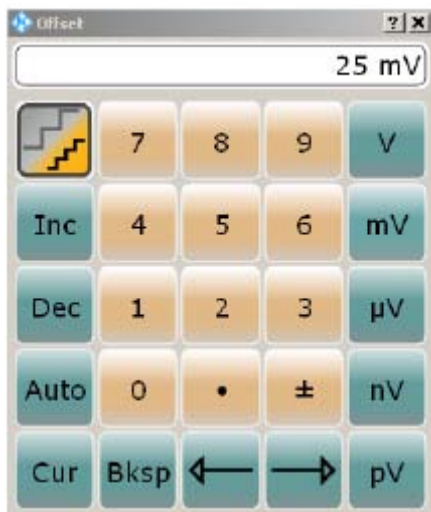 Offset
? X
25 mV
7 8 9 V
Inc 4 5 6 mV
Dec 1 2 3 µV
Auto 0 . ± nV
Cur Bksp pV